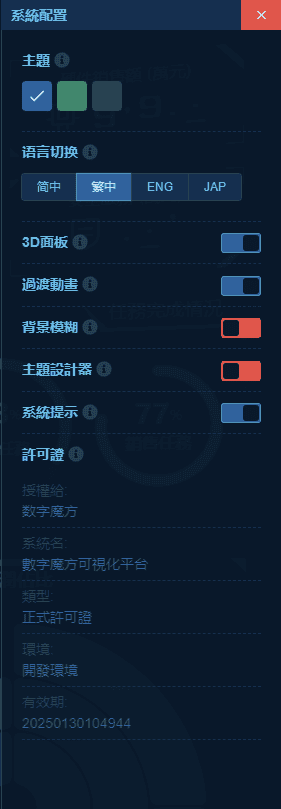 系統配置
主題
语言切换
简中 繁中 ENG JAP
3D面板
過渡動畫
背景模糊
主題設計器
系統提示
許可證
授權給:
数字魔方
系統名:
數字魔方可視化平台
類型:
正式許可證
環境:
開發環境
有效期:
20250130104944
77%